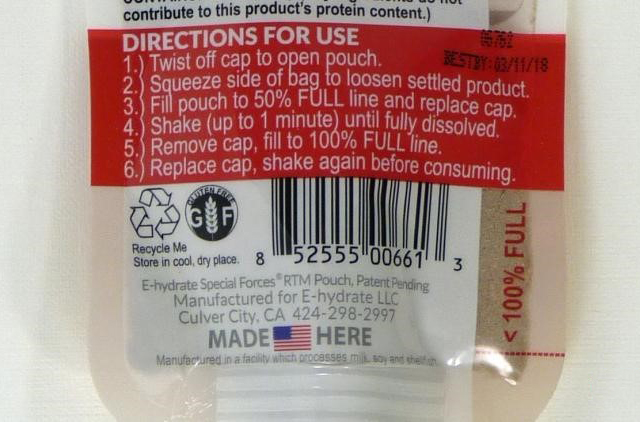 contribute to this product's protein content.)
DIRECTIONS FOR USE
1.) Twist off cap to open pouch.
2.) Squeeze side of bag to loosen settled product.
3.) Fill pouch to 50% FULL line and replace cap.
4.) Shake (up to 1 minute) until fully dissolved.
5.) Remove cap, fill to 100% FULL line.
6.) Replace cap, shake again before consuming.
BESTBY:03/11/18
GLUTEN FREE
GF
Recycle Me
Store in cool, dry place.
8 52555 00661 3
< 100% FULL
E-hydrate Special Forces® RTM Pouch, Patent Pending
Manufactured for E-hydrate LLC
Culver City, CA 424-298-2997
MADE HERE
Manufactured in a facility which processes milk, soy and shellfish.